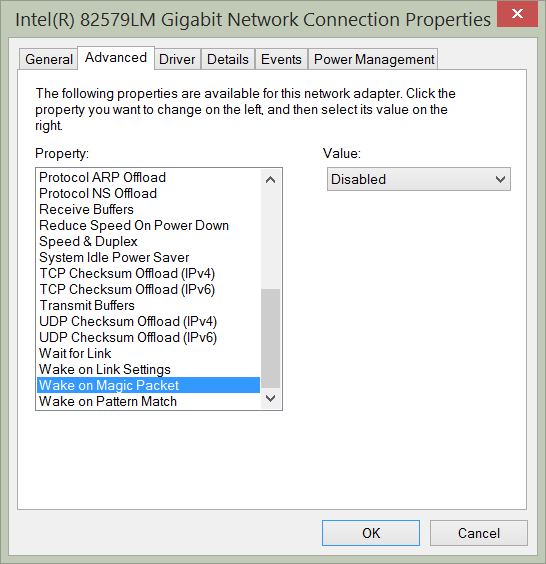 Intel(R) 82579LM Gigabit Network Connection Properties
General Advanced Driver Details Events Power Management
The following properties are available for this network adapter. Click the
property you want to change on the left, and then select its value on the
right.
Property:
Value:
Protocol ARP Offload
Protocol NS Offload
Receive Buffers
Reduce Speed On Power Down
Speed & Duplex
System Idle Power Saver
TCP Checksum Offload (IPv4)
TCP Checksum Offload (IPv6)
Transmit Buffers
UDP Checksum Offload (IPv4)
UDP Checksum Offload (IPv6)
Wait for Link
Wake on Link Settings
Wake on Magic Packet
Wake on Pattern Match
Disabled
OK Cancel